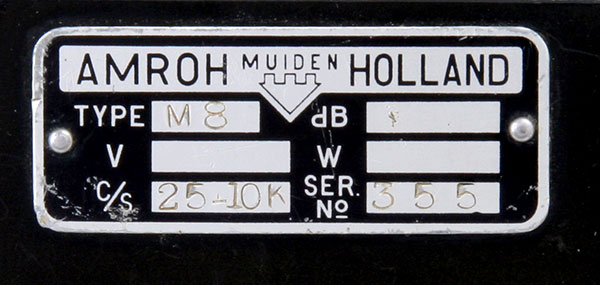 AMROH MUIDEN HOLLAND
TYPE M8 dB
V W
C/S 25-10K SER. Nº 355